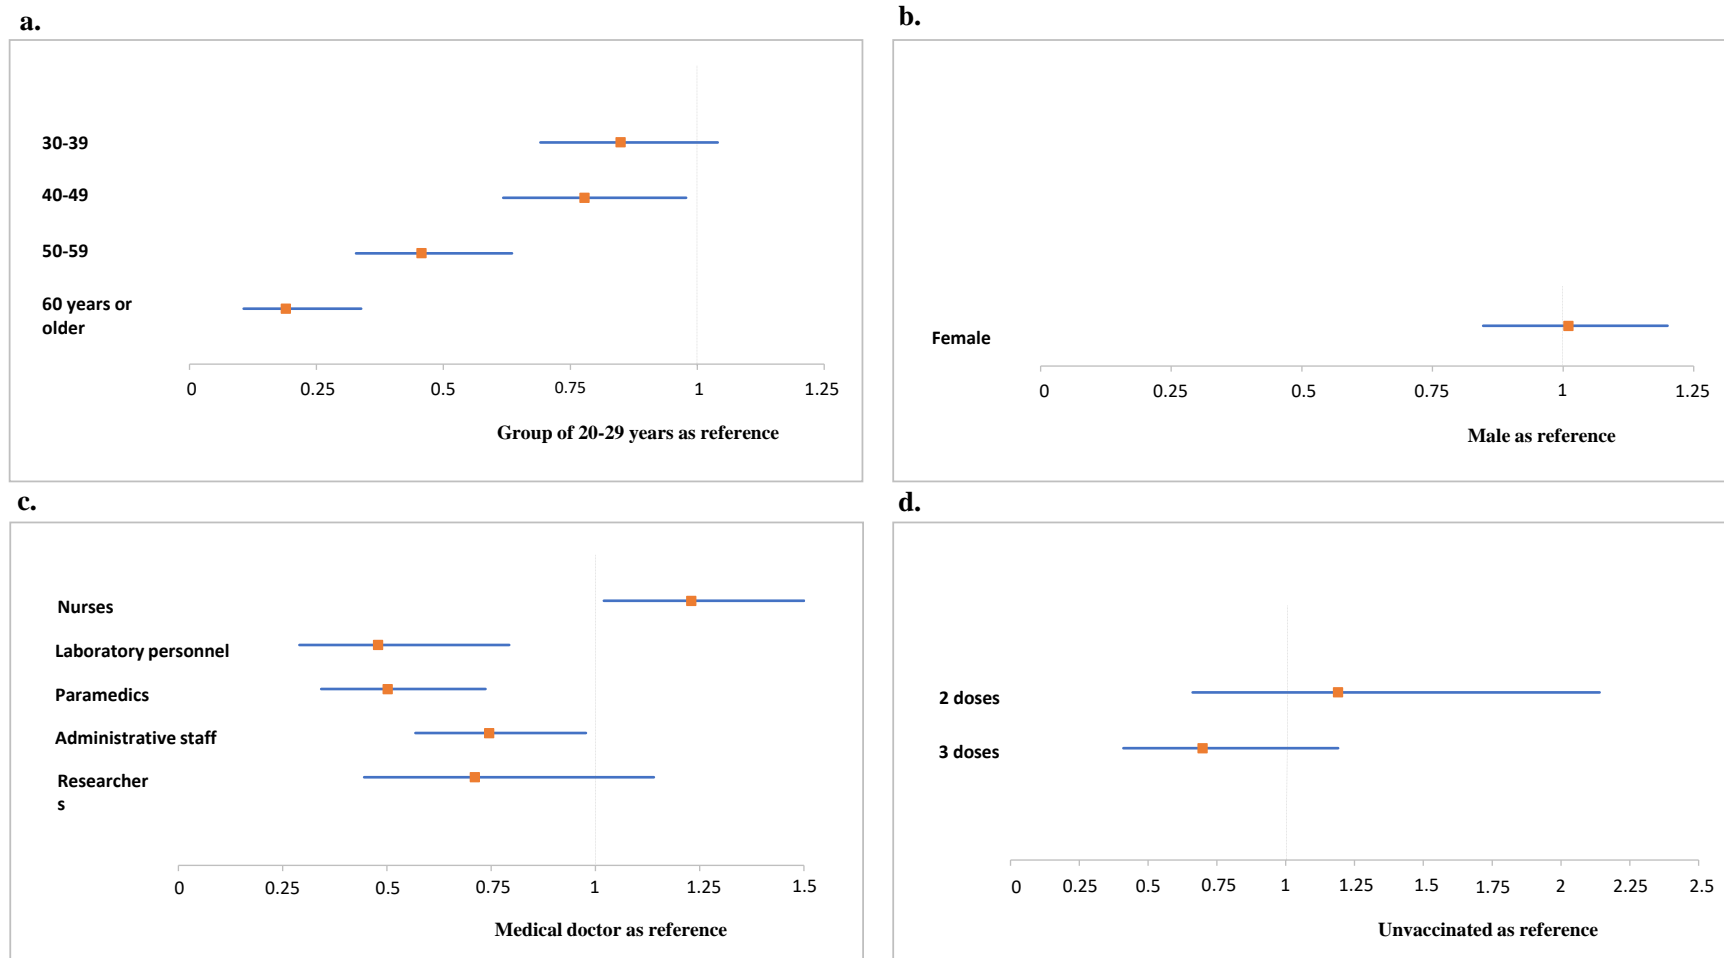 a.
30-39
40-49
50-59
60 years or
older
0 0.25 0.5 0.75 1 1.25
Group of 20-29 years as reference
b.
Female
0 0.25 0.5 0.75 1 1.25
Male as reference
c.
Nurses
Laboratory personnel
Paramedics
Administrative staff
Researcher
s
0 0.25 0.5 0.75 1 1.25 1.5
Medical doctor as reference
d.
2 doses
3 doses
0 0.25 0.5 0.75 1 1.25 1.5 1.75 2 2.25 2.5
Unvaccinated as reference